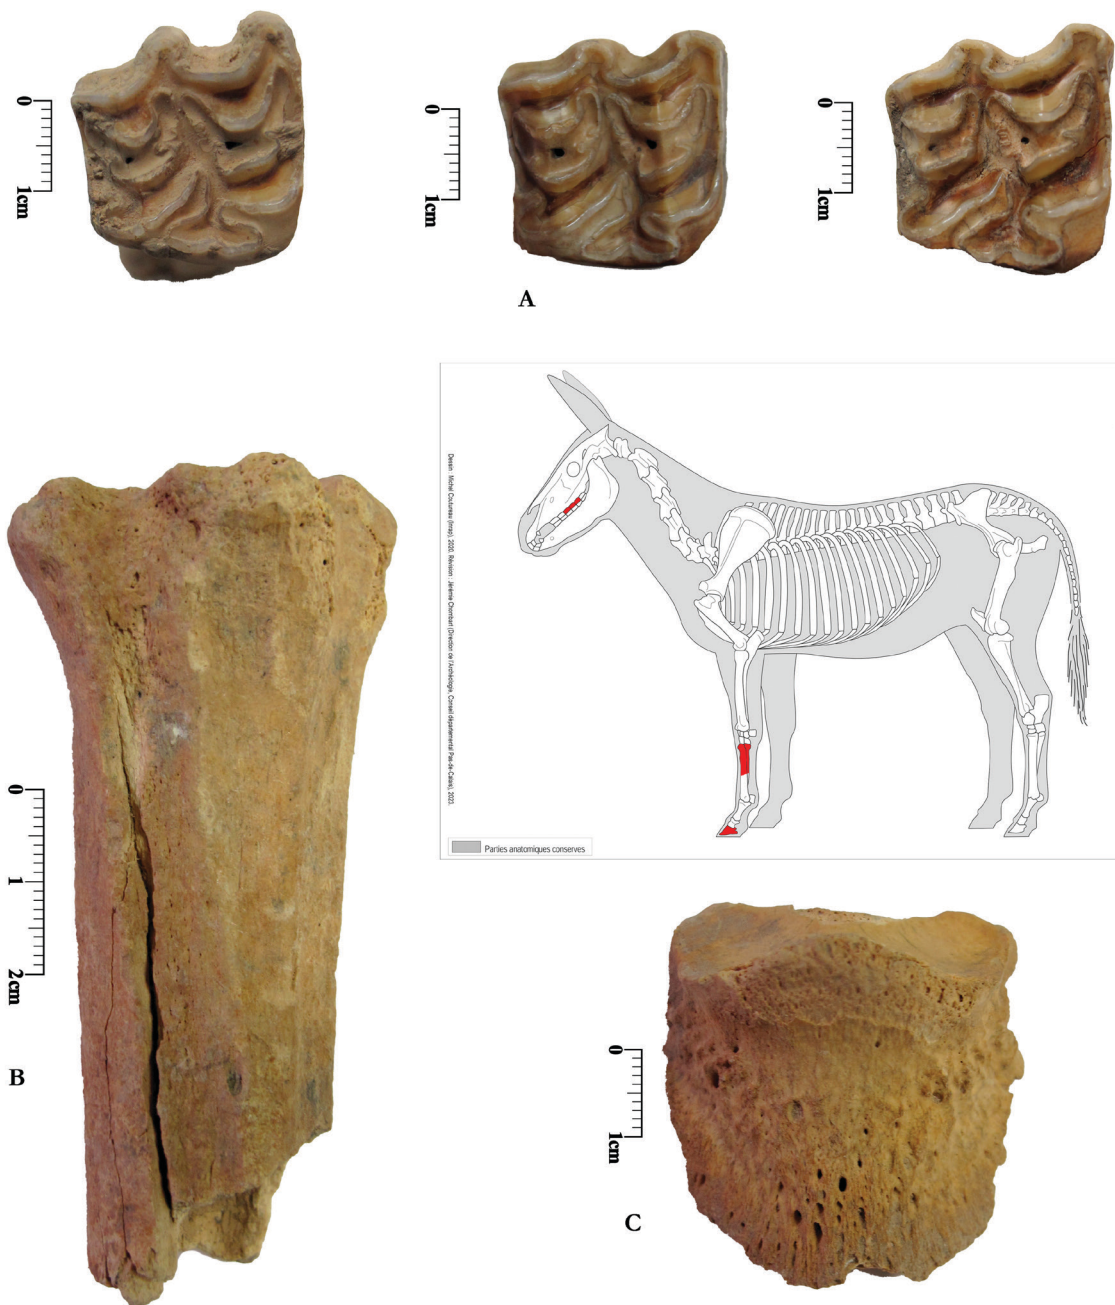 0
1cm
0
1cm
0
1cm
A
Dessin : Michel Coutureau (Inrap), 2020. Révision : Jérémie Chombart (Direction de l'Archéologie, Conseil départemental Pas-de-Calais), 2023.
Parties anatomiques conserves
0
1
2cm
B
0
1cm
C